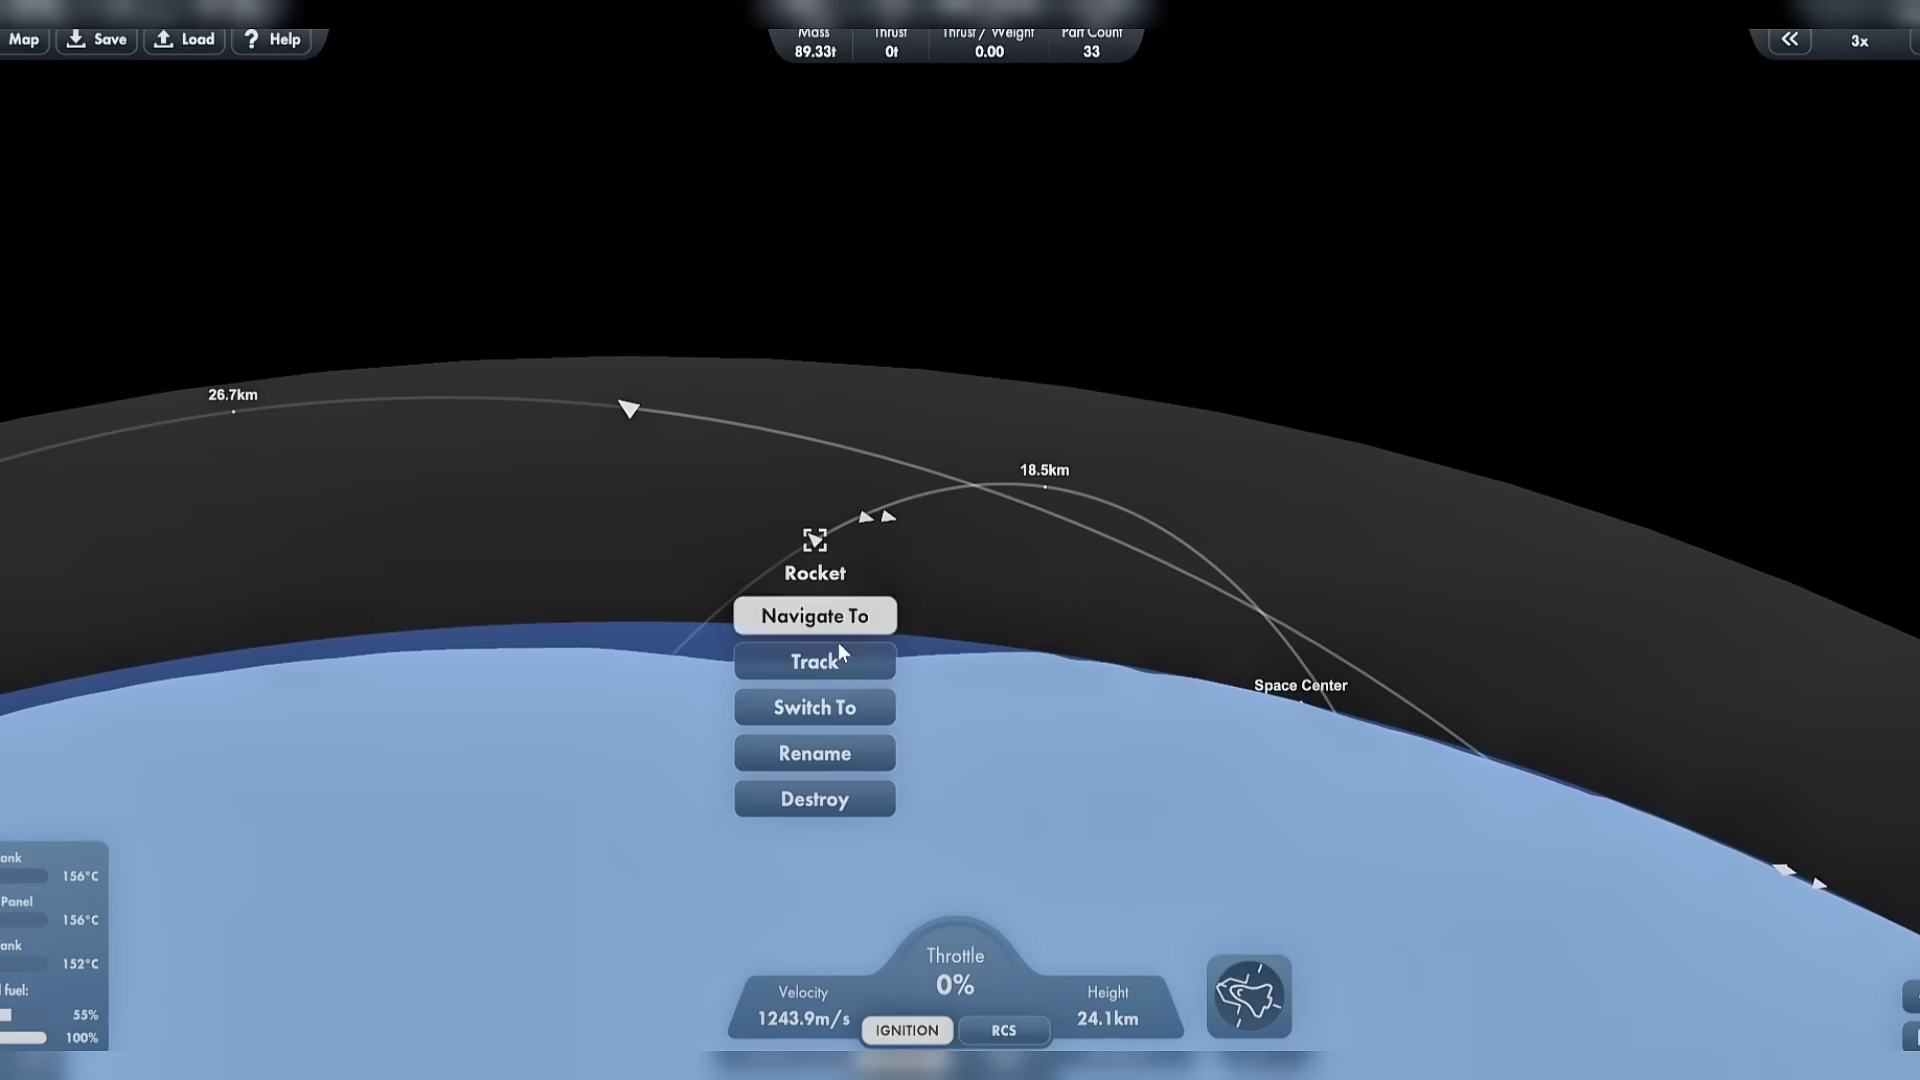 Map Save Load ? Help
Mass Thrust Thrust / Weight Part Count
89.33t 0t 0.00 33
3x
26.7km
18.5km
Rocket
Navigate To
Track
Switch To
Rename
Destroy
Space Center
ank
156°C
Panel
156°C
ank
152°C
fuel:
55%
100%
Throttle
0%
Velocity
1243.9m/s
IGNITION
RCS
Height
24.1km